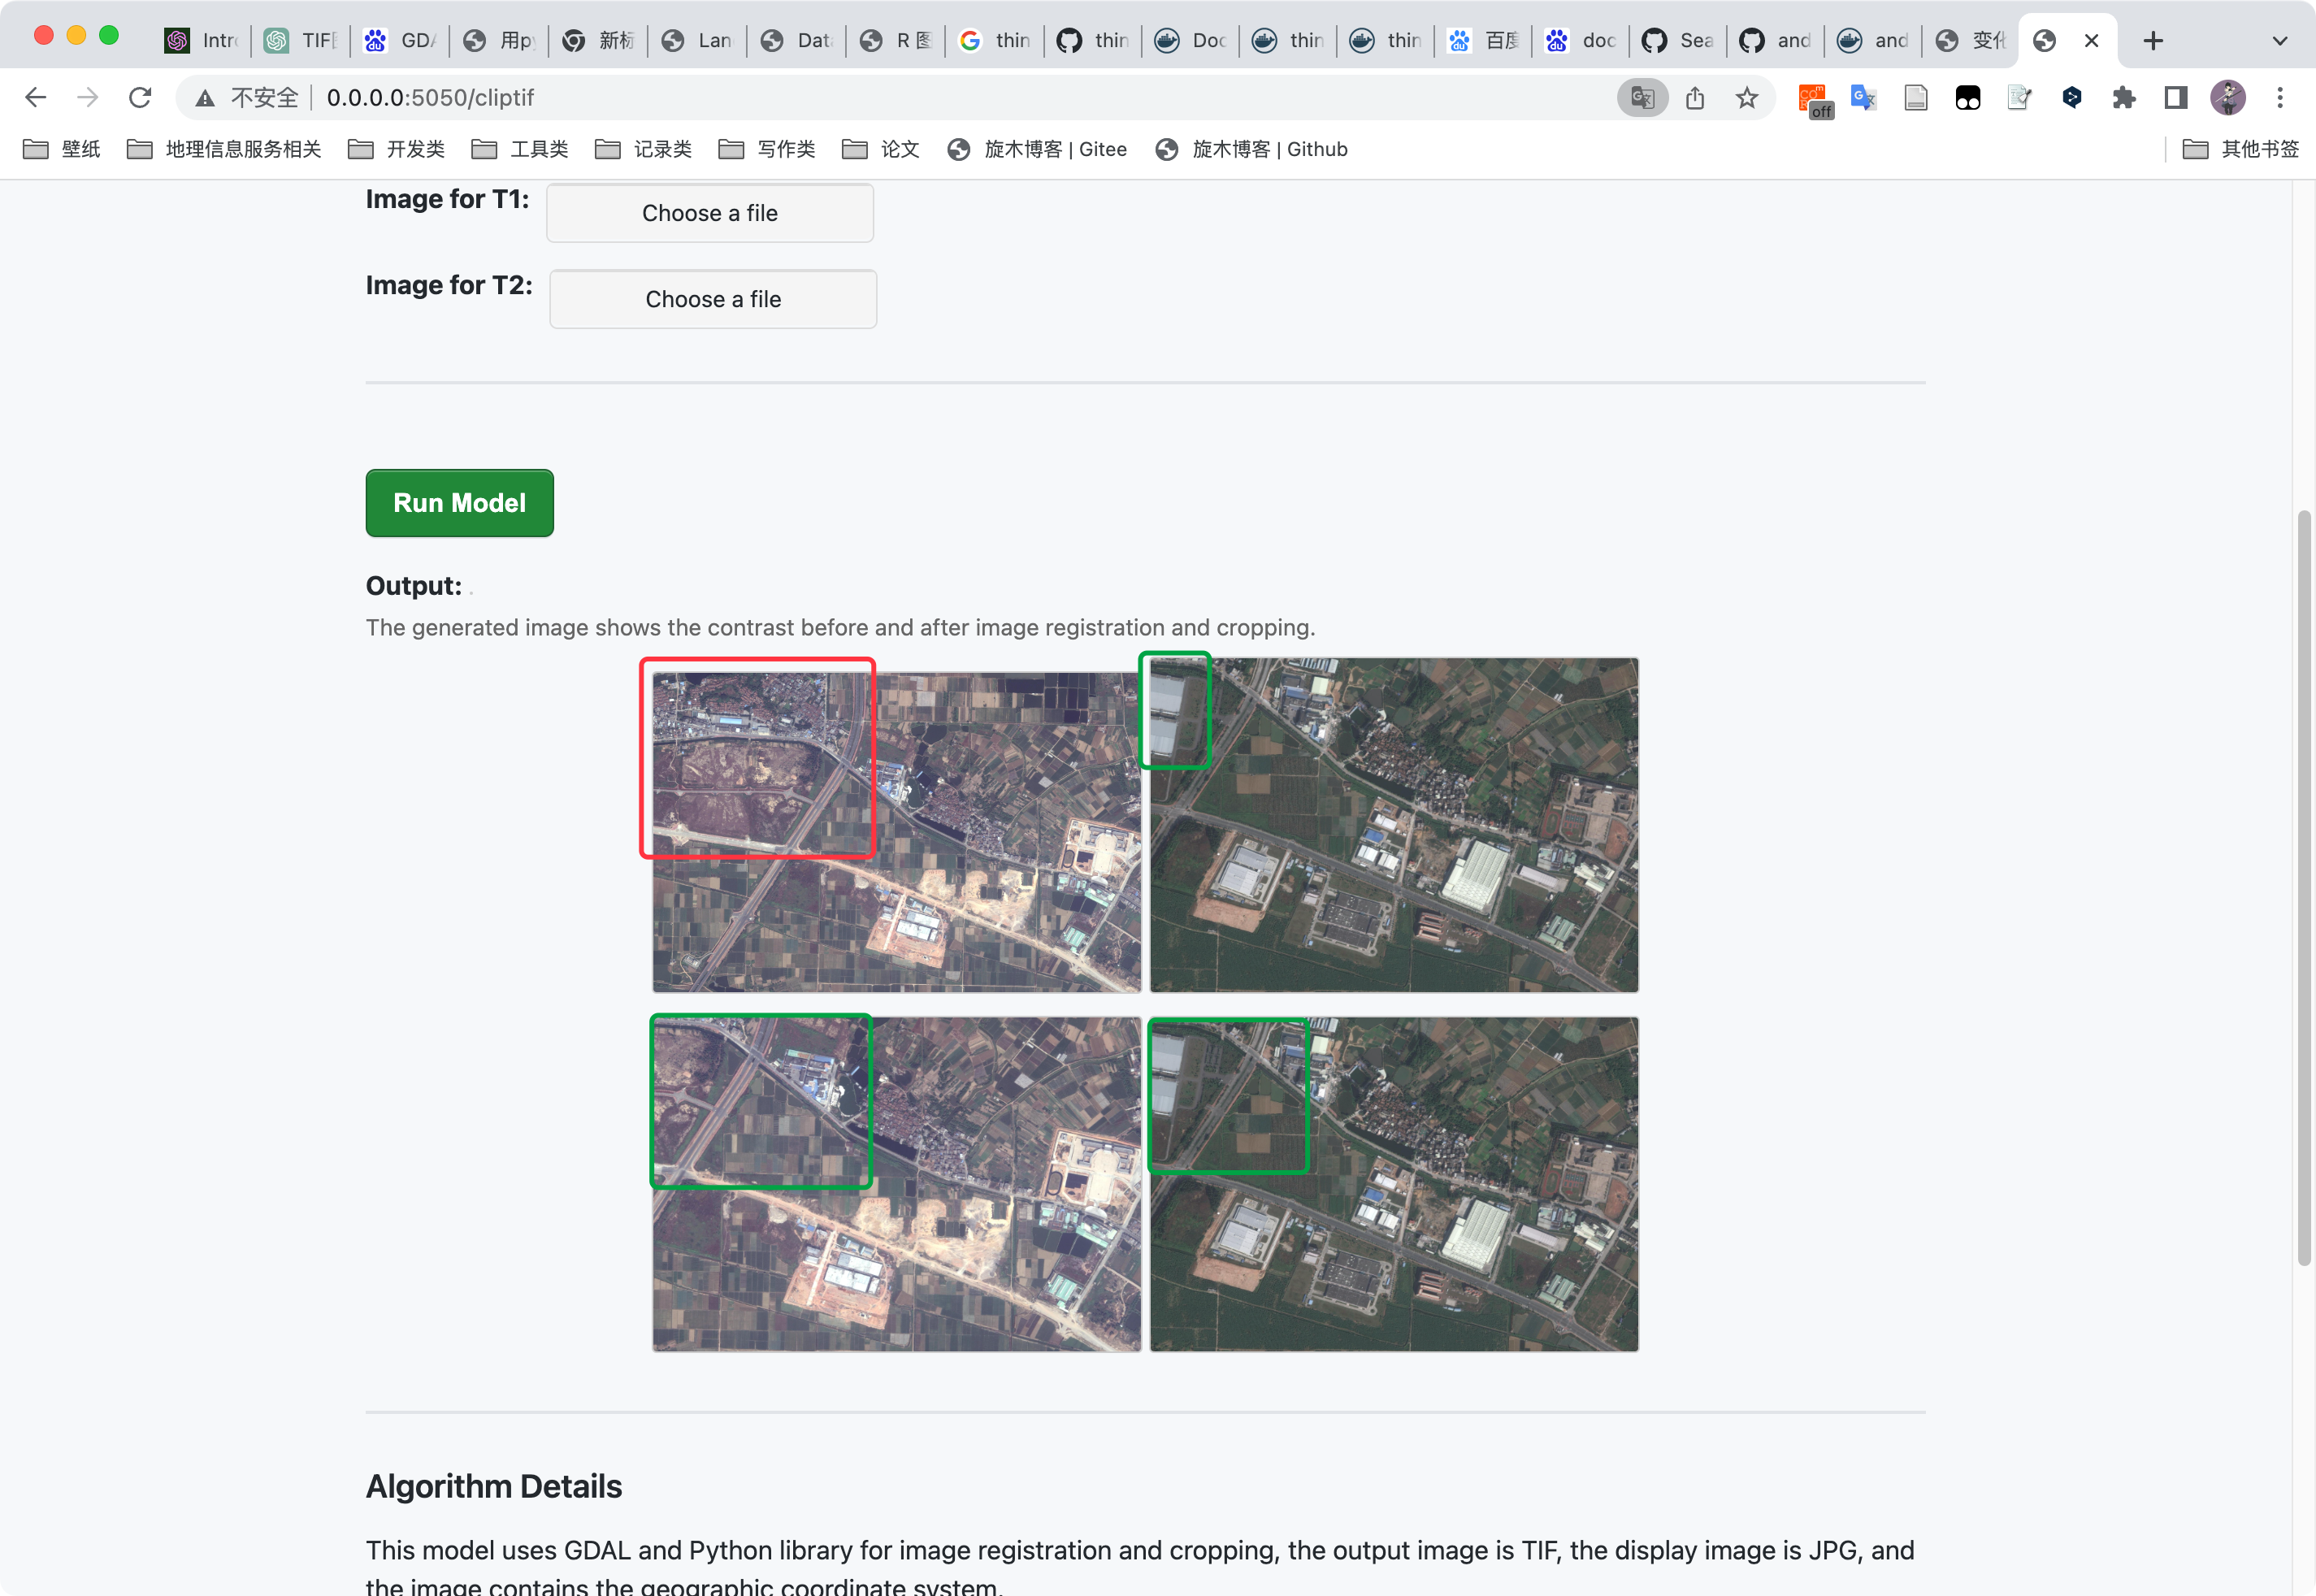 Intro TIF GDA 用py 新标 Lan Data R 图 thin thin Doc thin thin 百度 doc Sea and and 变化
不安全 0.0.0.0:5050/cliptif off
壁纸 地理信息服务相关 开发类 工具类 记录类 写作类 论文 旋木博客 | Gitee 旋木博客 | Github 其他书签
Image for T1: Choose a file
Image for T2: Choose a file
Run Model
Output: .
The generated image shows the contrast before and after image registration and cropping.
Algorithm Details
This model uses GDAL and Python library for image registration and cropping, the output image is TIF, the display image is JPG, and
the image contains the geographic coordinate system.